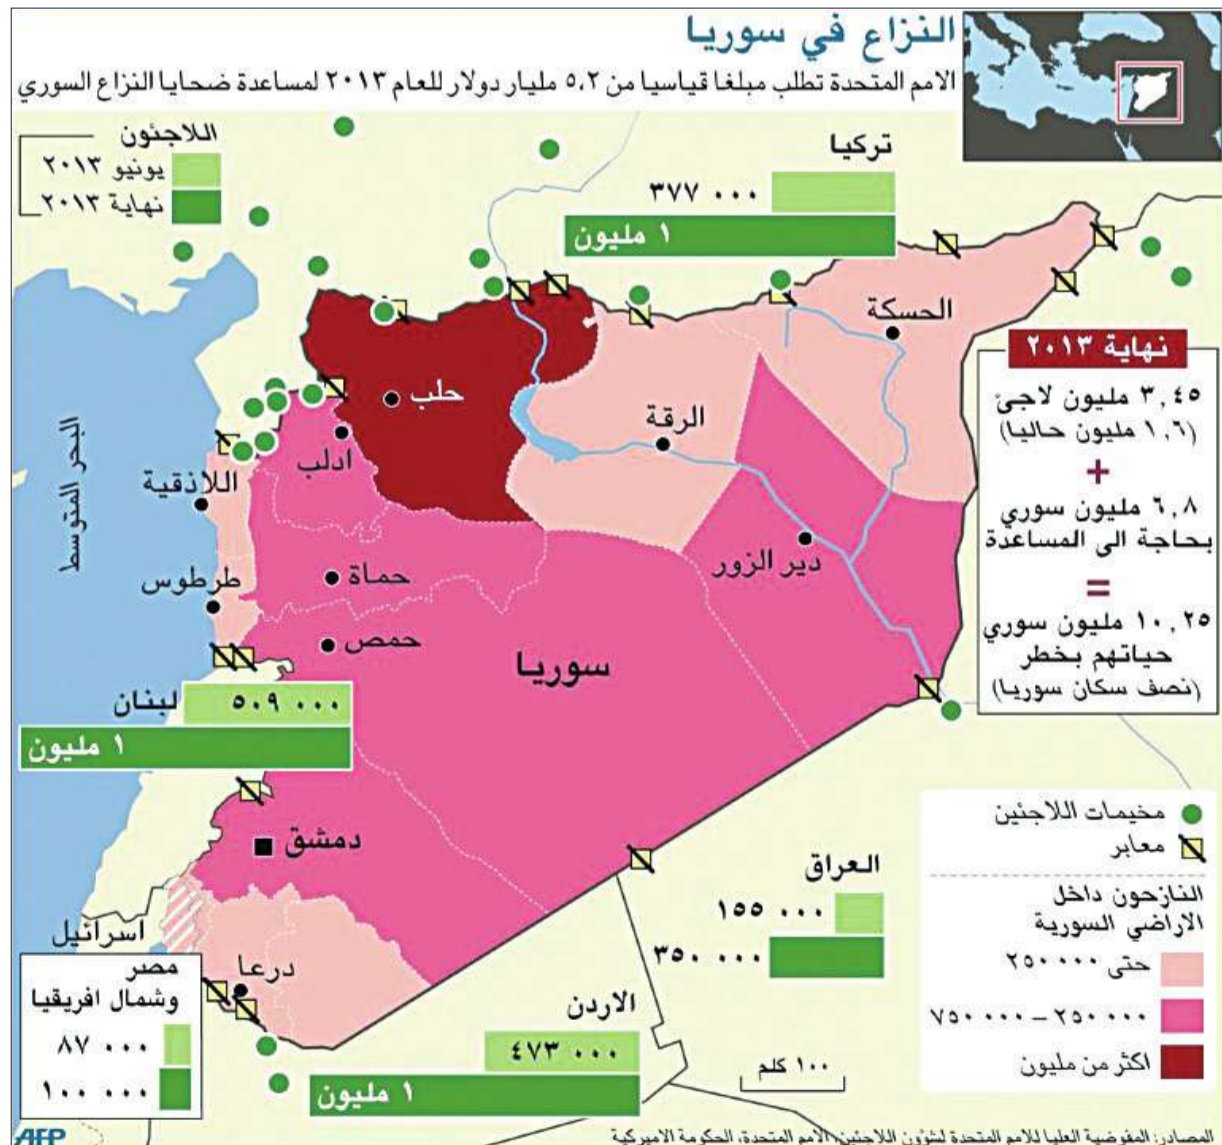 النزاع في سوريا
الامم المتحدة تطلب مبلغا قياسيا من ٥،٢ مليار دولار للعام ٢٠١٣ لمساعدة ضحايا النزاع السوري
اللاجئون
يونيو ٢٠١٣
نهاية ٢٠١٣
تركيا
٣٧٧ ٠٠٠
١ مليون
الحسكة
نهاية ٢٠١٣
٣,٤٥ مليون لاجئ
(١,٦ مليون حاليا)
+
٦,٨ مليون سوري
بحاجة الى المساعدة
=
١٠,٢٥ مليون سوري
حياتهم بخطر
(نصف سكان سوريا)
حلب
الرقة
ادلب
اللاذقية
البحر المتوسط
دير الزور
حماة
طرطوس
حمص
سوريا
لبنان
٥٠٩ ٠٠٠
١ مليون
دمشق
مخيمات اللاجئين
معابر
النازحون داخل
الاراضي السورية
حتى ٢٥٠ ٠٠٠
٢٥٠ ٠٠٠ – ٧٥٠ ٠٠٠
اكثر من مليون
العراق
١٥٥ ٠٠٠
٣٥٠ ٠٠٠
اسرائيل
درعا
مصر
وشمال افريقيا
٨٧ ٠٠٠
١٠٠ ٠٠٠
الاردن
٤٧٣ ٠٠٠
١ مليون
١٠٠ كلم
المصادر: المفوضية العليا للامم المتحدة لشؤون اللاجئين، الامم المتحدة، الحكومة الاميركية
AFP